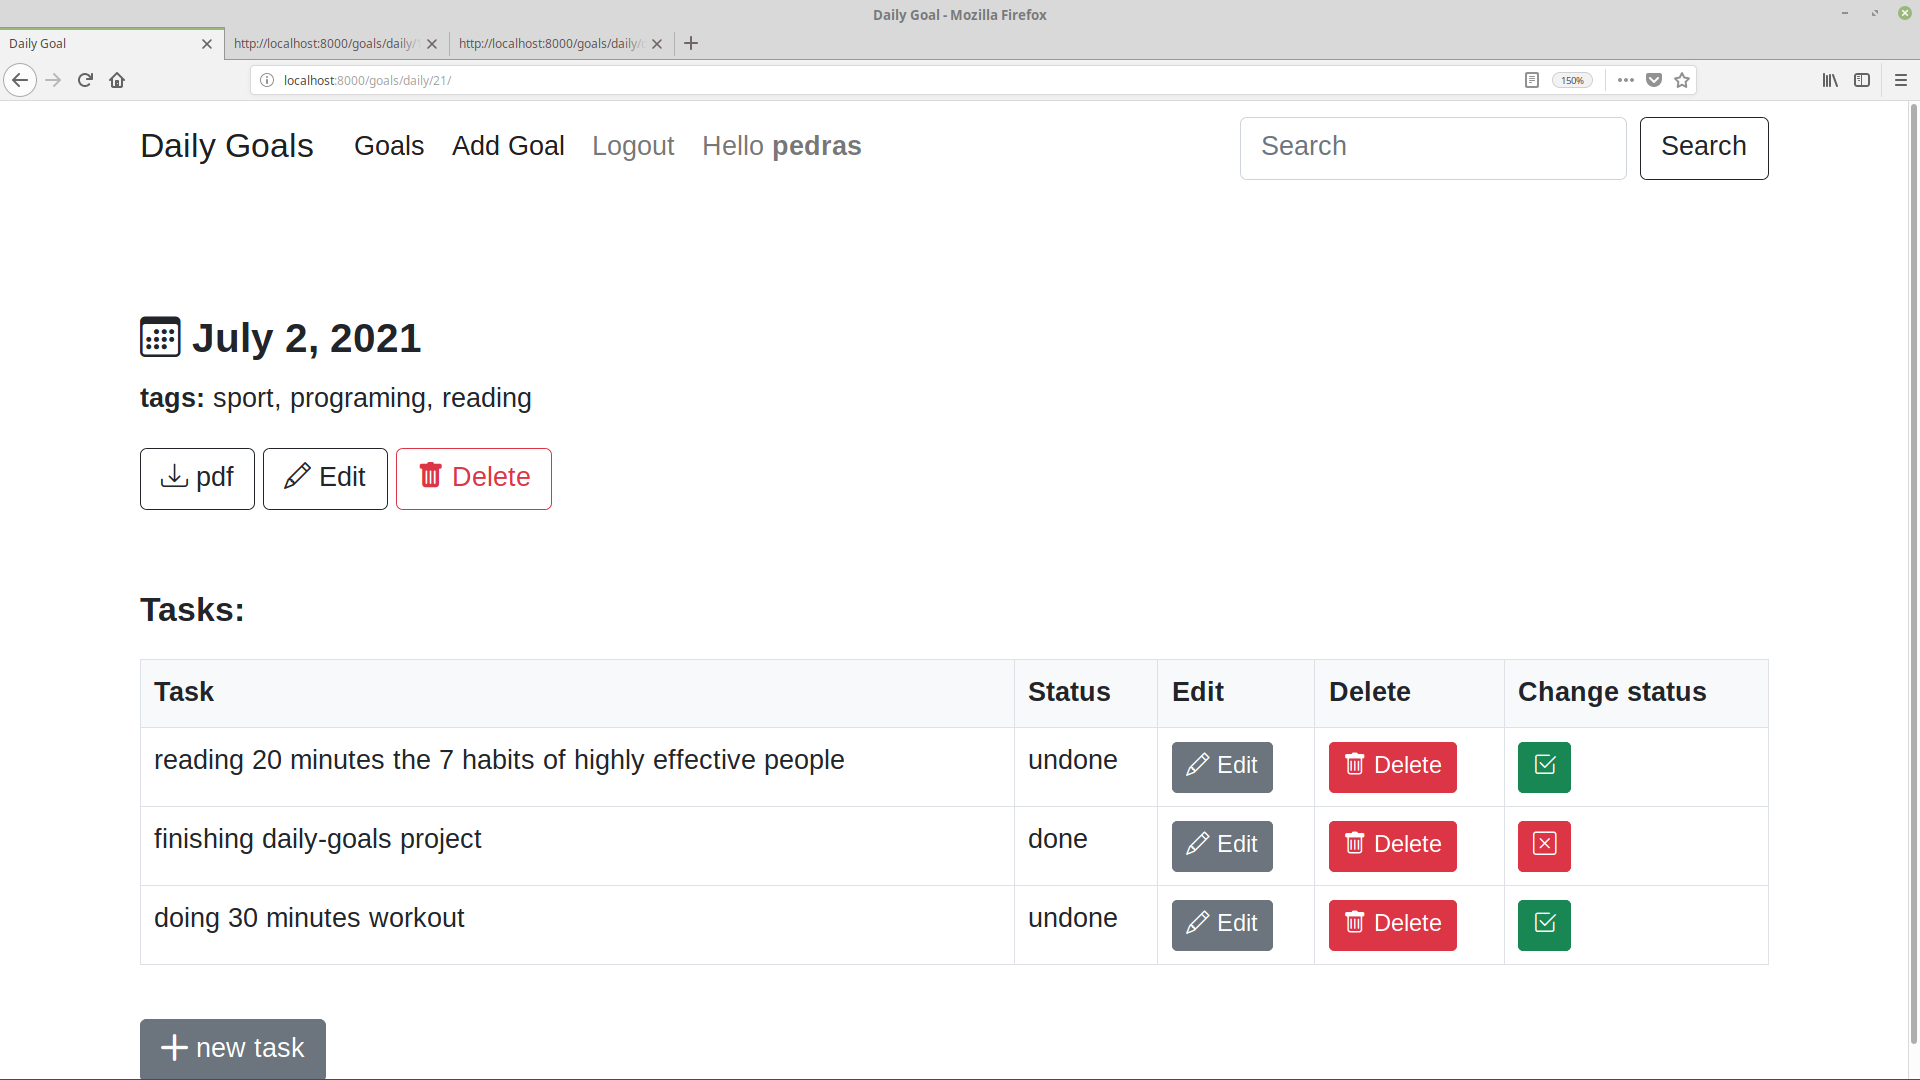 Daily Goal - Mozilla Firefox
Daily Goal
http://localhost:8000/goals/daily/
http://localhost:8000/goals/daily/
localhost:8000/goals/daily/21/
150%
Daily Goals Goals Add Goal Logout Hello pedras Search Search
July 2, 2021
tags: sport, programing, reading
pdf Edit Delete
Tasks:
Task Status Edit Delete Change status
reading 20 minutes the 7 habits of highly effective people undone Edit Delete
finishing daily-goals project done Edit Delete
doing 30 minutes workout undone Edit Delete
new task